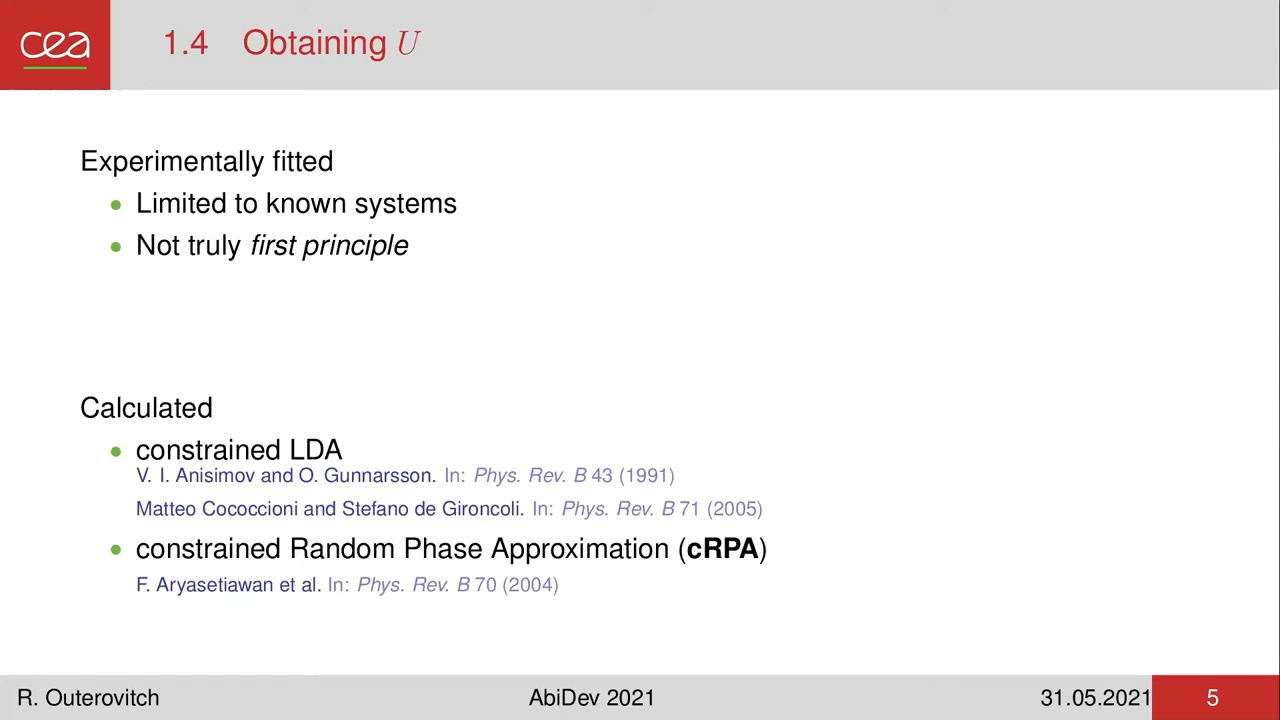 cea
1.4 Obtaining U
Experimentally fitted
• Limited to known systems
• Not truly first principle
Calculated
• constrained LDA
V. I. Anisimov and O. Gunnarsson. In: Phys. Rev. B 43 (1991)
Matteo Cococcioni and Stefano de Gironcoli. In: Phys. Rev. B 71 (2005)
• constrained Random Phase Approximation (cRPA)
F. Aryasetiawan et al. In: Phys. Rev. B 70 (2004)
R. Outerovitch AbiDev 2021 31.05.2021 5